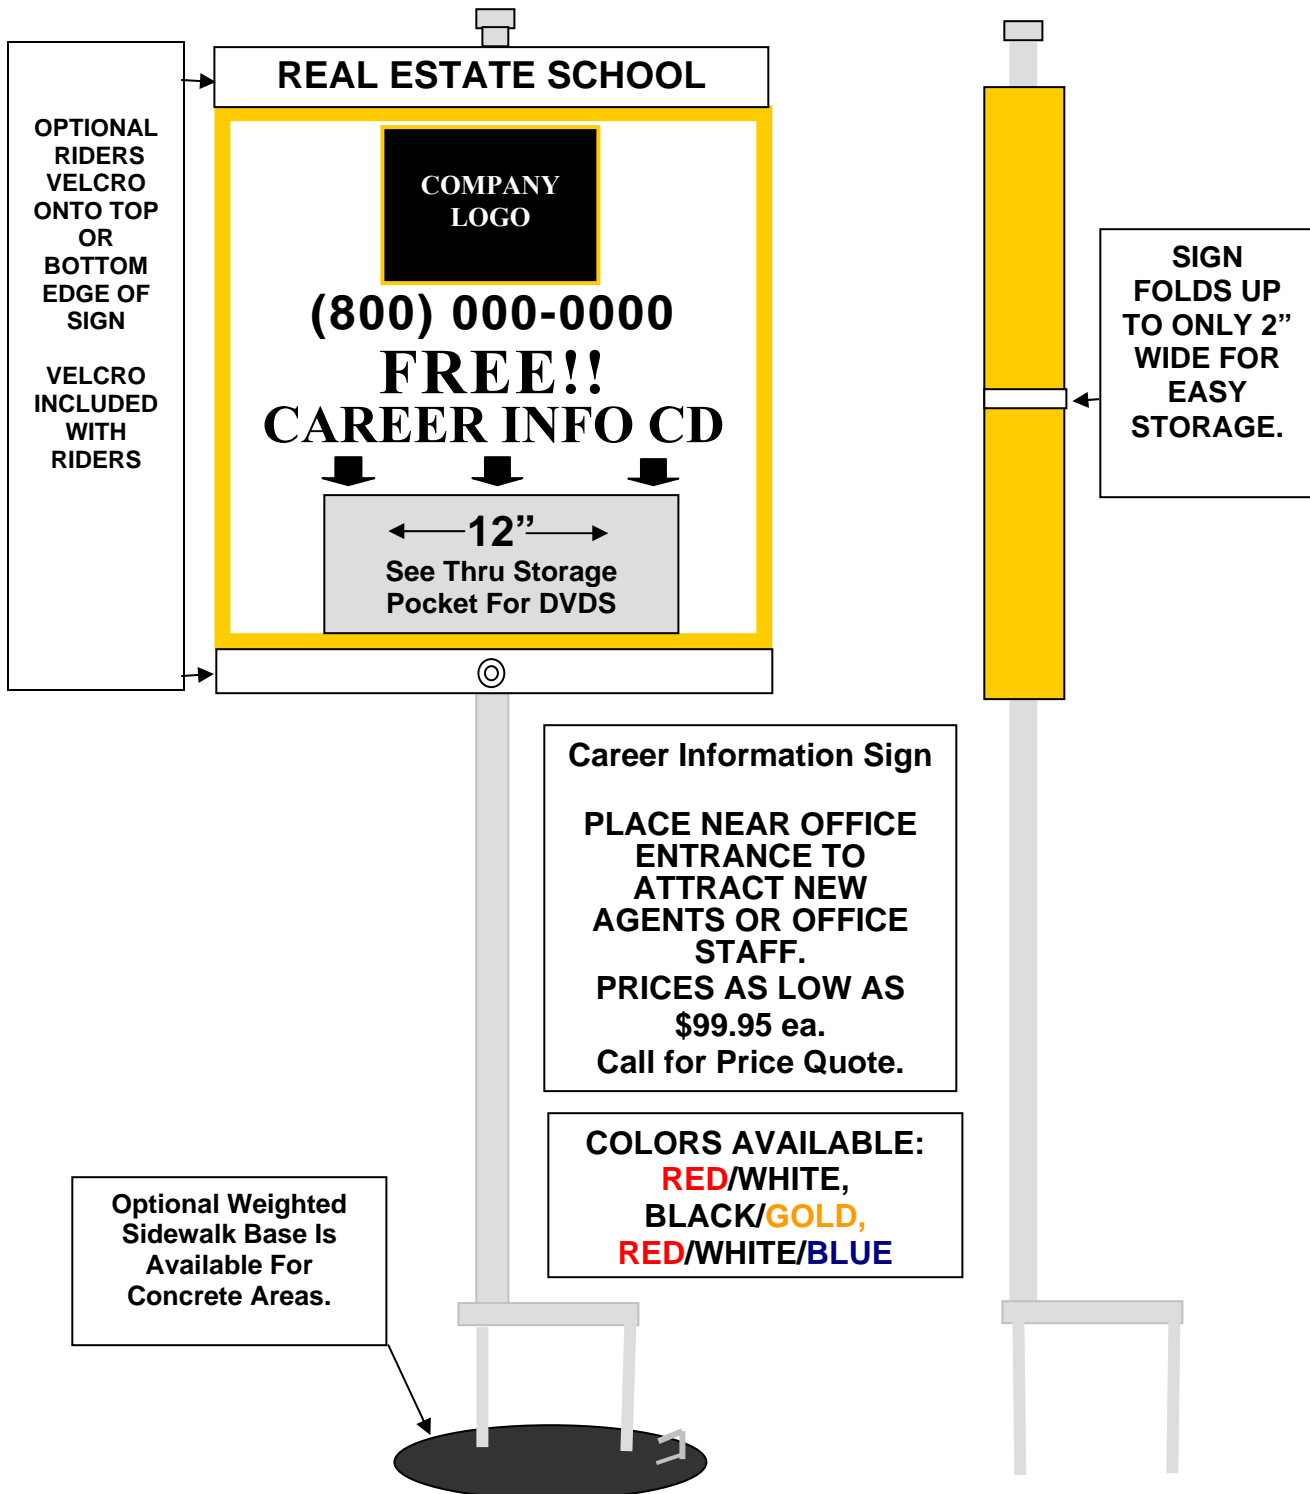 REAL ESTATE SCHOOL
OPTIONAL
RIDERS
VELCRO
ONTO TOP
OR
BOTTOM
EDGE OF
SIGN
VELCRO
INCLUDED
WITH
RIDERS
COMPANY
LOGO
(800) 000-0000
FREE!!
CAREER INFO CD
12”
See Thru Storage
Pocket For DVDS
SIGN
FOLDS UP
TO ONLY 2”
WIDE FOR
EASY
STORAGE.
Career Information Sign
PLACE NEAR OFFICE
ENTRANCE TO
ATTRACT NEW
AGENTS OR OFFICE
STAFF.
PRICES AS LOW AS
$99.95 ea.
Call for Price Quote.
COLORS AVAILABLE:
RED/WHITE,
BLACK/GOLD,
RED/WHITE/BLUE
Optional Weighted
Sidewalk Base Is
Available For
Concrete Areas.